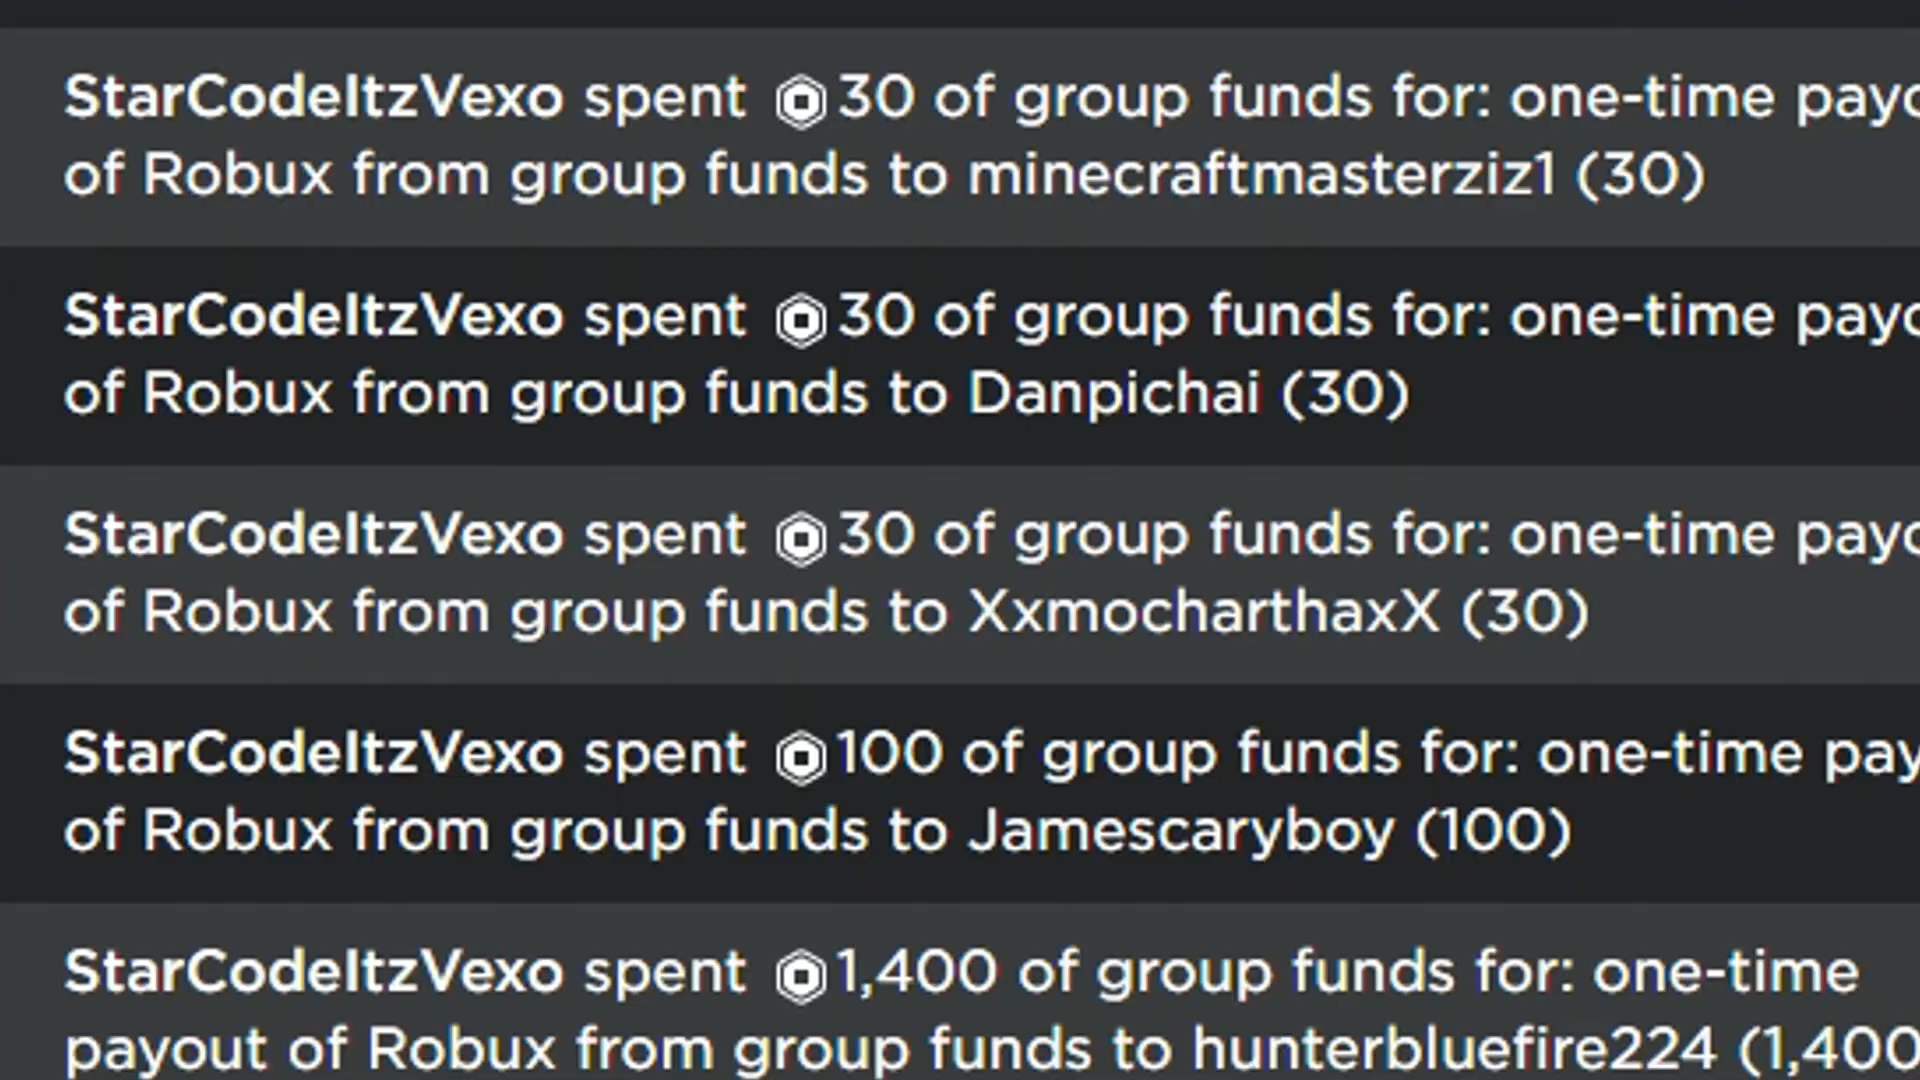 StarCodeItzVexo spent 30 of group funds for: one-time payo
of Robux from group funds to minecraftmasterziz1 (30)
StarCodeItzVexo spent 30 of group funds for: one-time payo
of Robux from group funds to Danpichai (30)
StarCodeItzVexo spent 30 of group funds for: one-time payo
of Robux from group funds to XxmocharthaxX (30)
StarCodeItzVexo spent 100 of group funds for: one-time pay
of Robux from group funds to Jamescaryboy (100)
StarCodeItzVexo spent 1,400 of group funds for: one-time
payout of Robux from group funds to hunterbluefire224 (1,400